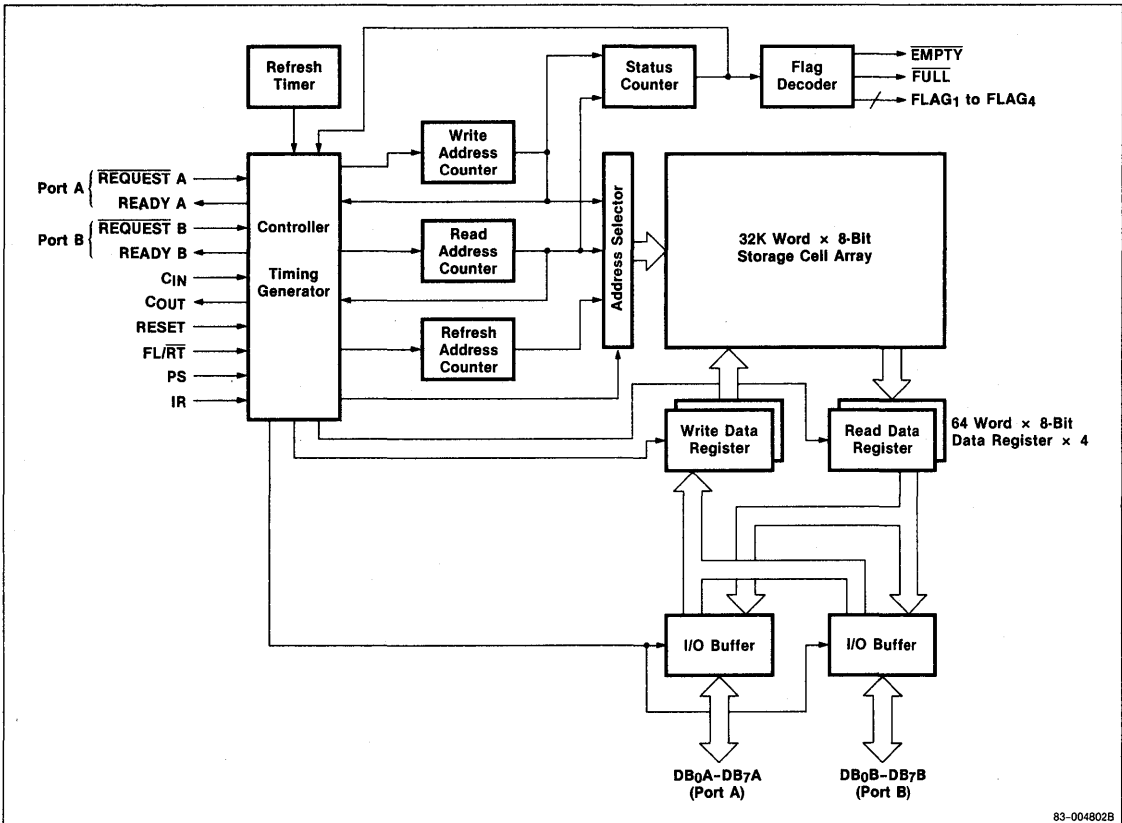 Refresh
Timer
Status
Counter
Flag
Decoder
EMPTY
FULL
FLAG1 to FLAG4
Write
Address
Counter
Port A
REQUEST A
READY A
Port B
REQUEST B
READY B
CIN
COUT
RESET
FL/RT
PS
IR
Controller
Timing
Generator
Read
Address
Counter
Refresh
Address
Counter
Address Selector
32K Word × 8-Bit
Storage Cell Array
Write Data
Register
Read Data
Register
64 Word × 8-Bit
Data Register × 4
I/O Buffer
I/O Buffer
DB0A-DB7A
(Port A)
DB0B-DB7B
(Port B)
83-004802B